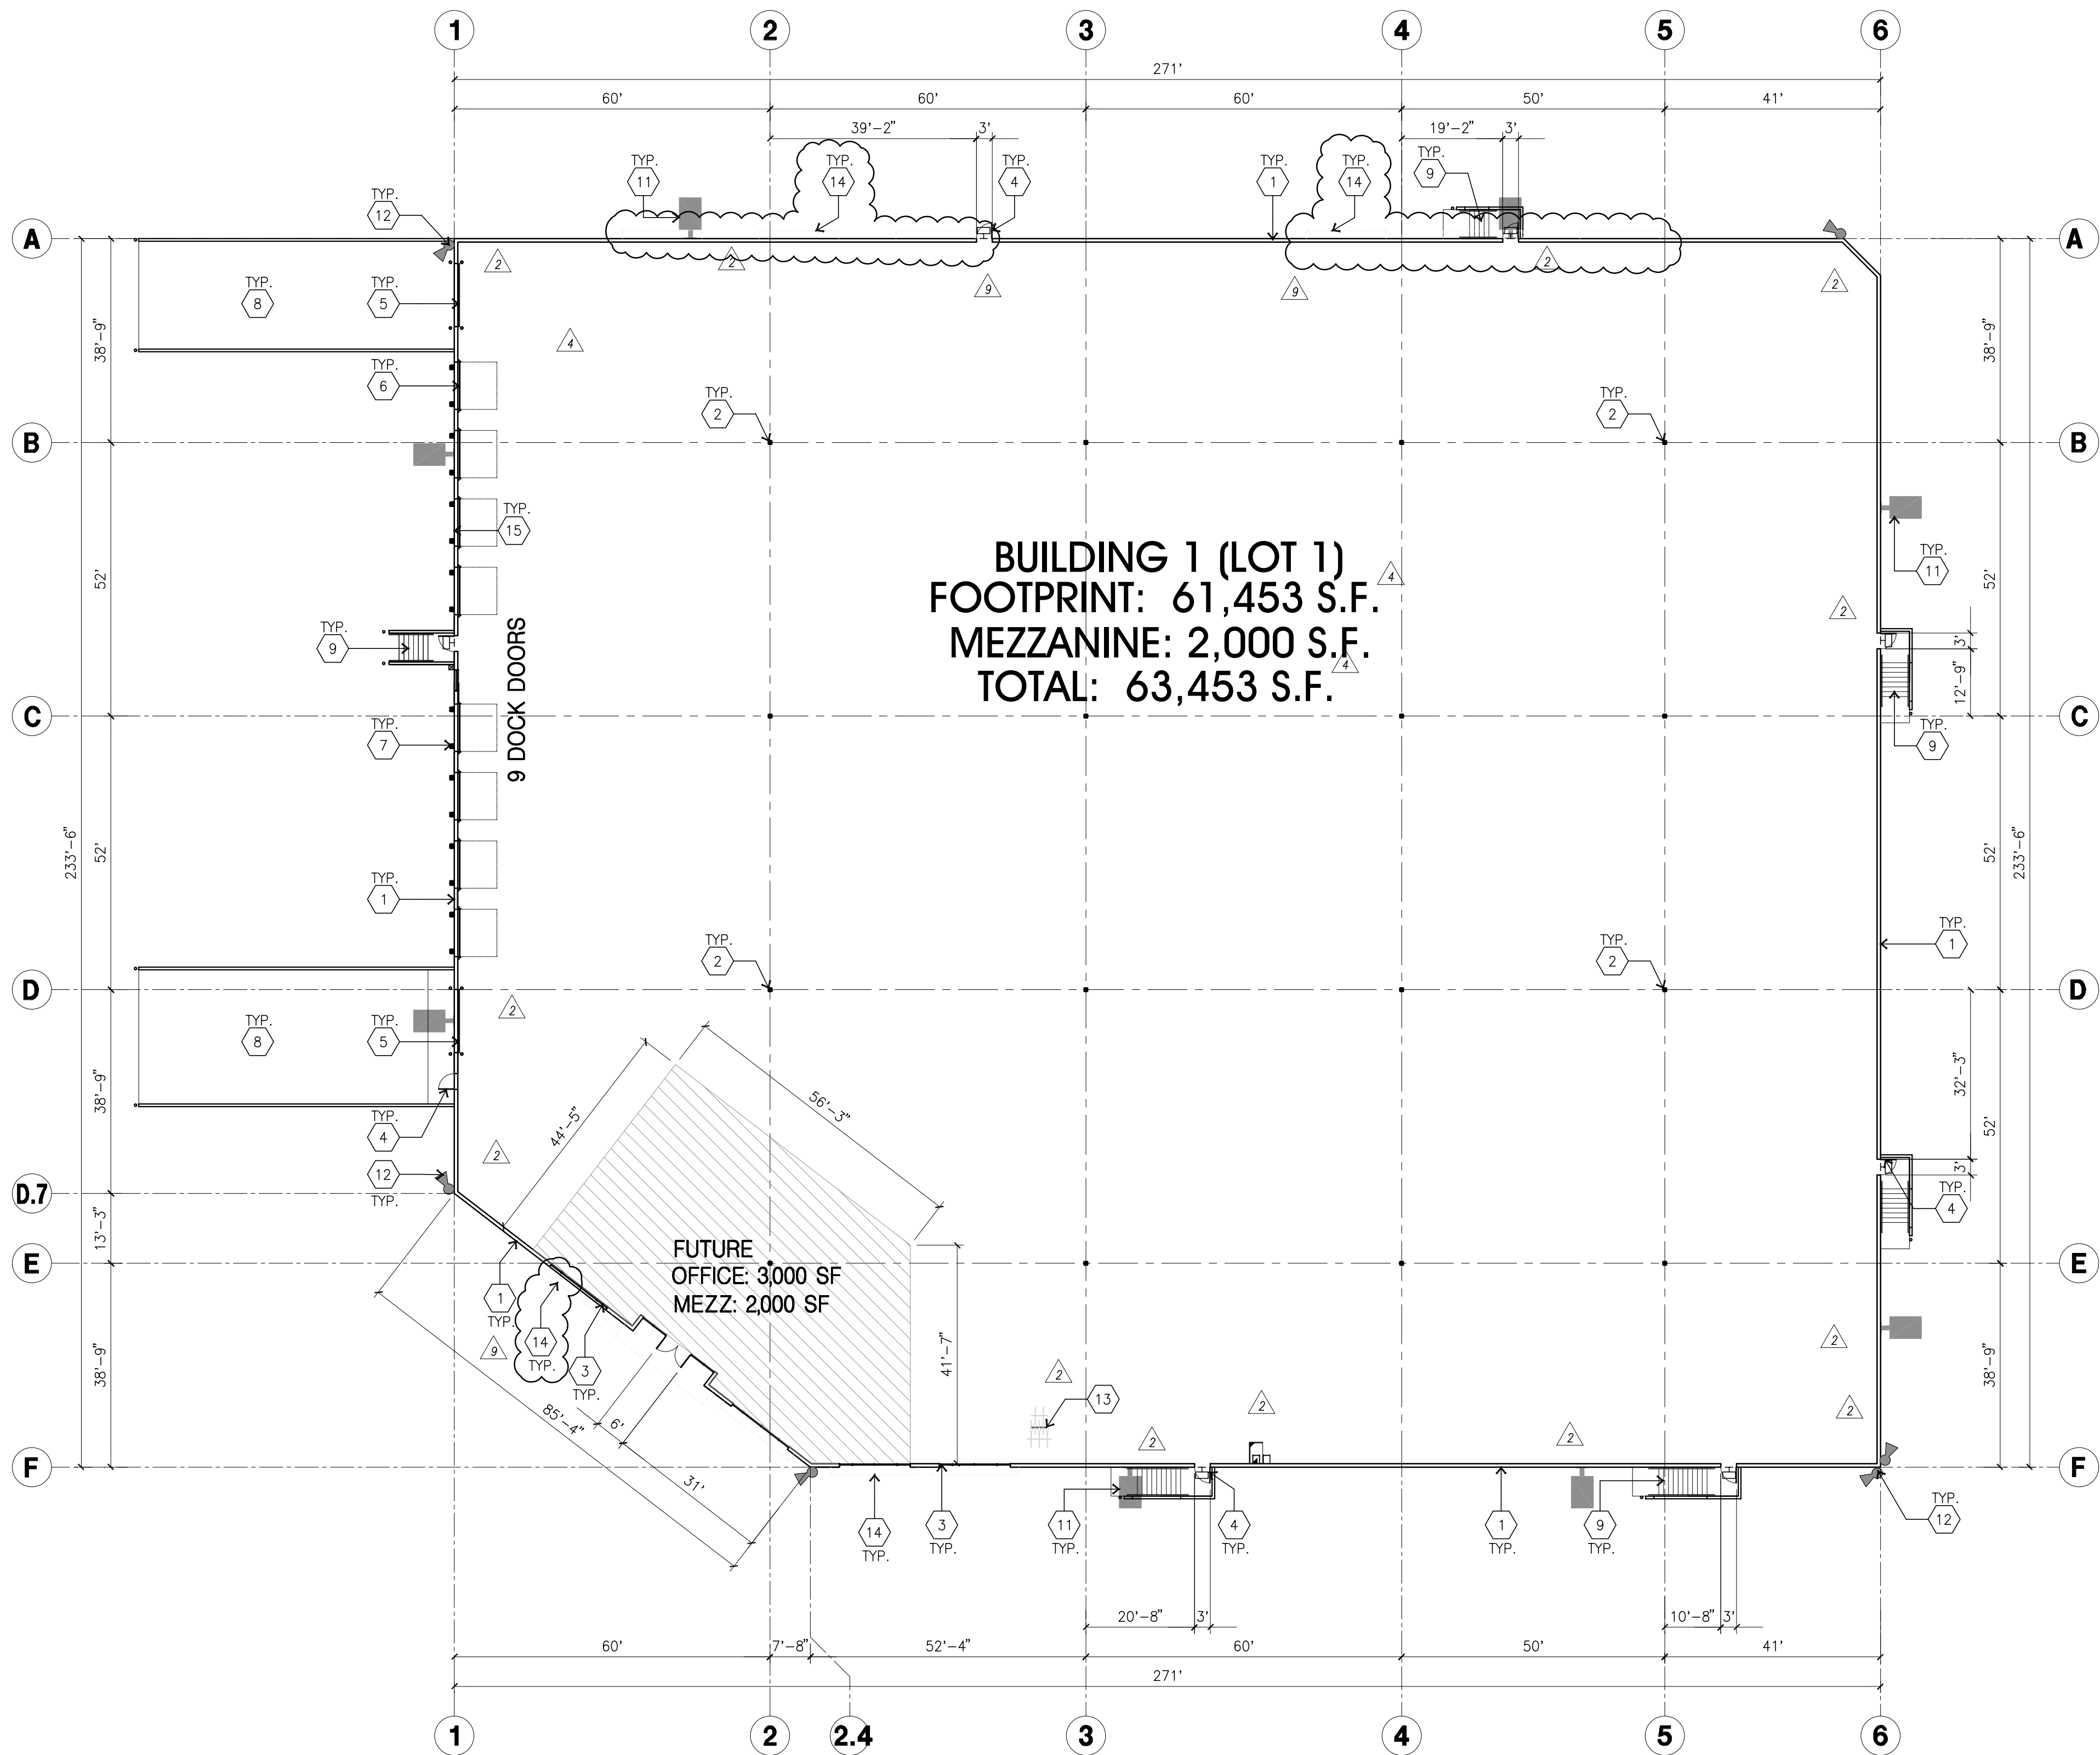 1 2 3 4 5 6
271'
60' 60' 60' 50' 41'
39'-2" 3' 19'-2" 3'
TYP. 11
TYP. 14
TYP. 4
TYP. 1
TYP. 14
TYP. 9
TYP. 12
A A
2 2 2 2
9 9
TYP. 8
TYP. 5
4
38'-9" 38'-9"
TYP. 6
TYP. 2
TYP. 2
B B
TYP. 15
TYP. 11
BUILDING 1 (LOT 1)
FOOTPRINT: 61,453 S.F.
MEZZANINE: 2,000 S.F.
TOTAL: 63,453 S.F.
4
4
52' 52'
2
TYP. 9
3'
12'-9"
9 DOCK DOORS
C C
TYP. 7
TYP. 9
233'-6" 52' 52' 233'-6"
TYP. 1
TYP. 1
TYP. 2
TYP. 2
D D
2
TYP. 8
TYP. 5
38'-9"
32'-3"
52'
3'
44'-5"
56'-3"
TYP. 4
2
12 TYP.
TYP. 4
D.7
13'-3"
FUTURE
OFFICE: 3,000 SF
MEZZ: 2,000 SF
E E
1 TYP.
14 TYP.
9
3 TYP.
41'-7"
38'-9" 38'-9"
2
2
2
2
2
2
13
85'-4"
6'
31'
F F
14 TYP.
3 TYP.
11 TYP.
4 TYP.
1 TYP.
9 TYP.
TYP. 12
20'-8" 3' 10'-8" 3'
60' 7'-8" 52'-4" 60' 50' 41'
271'
1 2 2.4 3 4 5 6